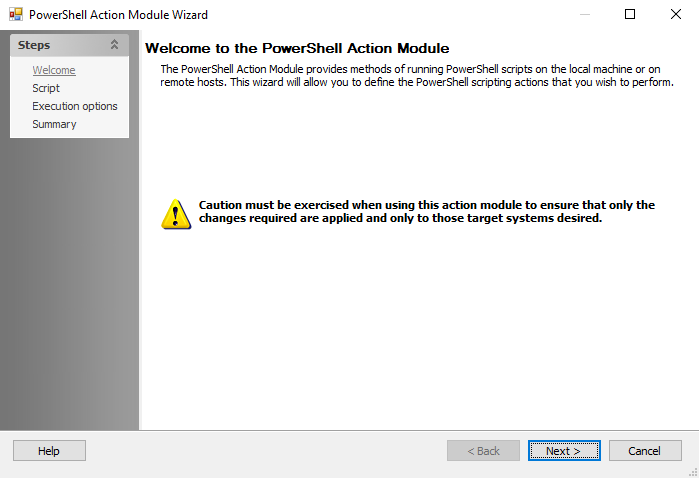 PowerShell Action Module Wizard
Steps
Welcome
Script
Execution options
Summary
Welcome to the PowerShell Action Module
The PowerShell Action Module provides methods of running PowerShell scripts on the local machine or on
remote hosts. This wizard will allow you to define the PowerShell scripting actions that you wish to perform.
Caution must be exercised when using this action module to ensure that only the
changes required are applied and only to those target systems desired.
Help
< Back
Next >
Cancel